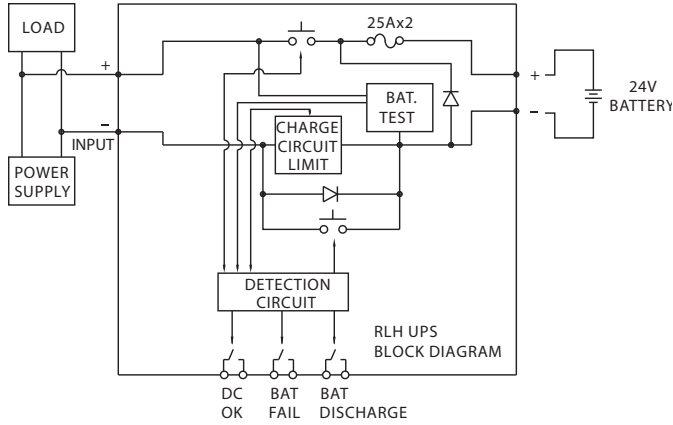 LOAD
25Ax2
+
+
BAT.
TEST
24V
BATTERY
−
−
INPUT
CHARGE
CIRCUIT
LIMIT
POWER
SUPPLY
DETECTION
CIRCUIT
RLH UPS
BLOCK DIAGRAM
DC
OK
BAT
FAIL
BAT
DISCHARGE